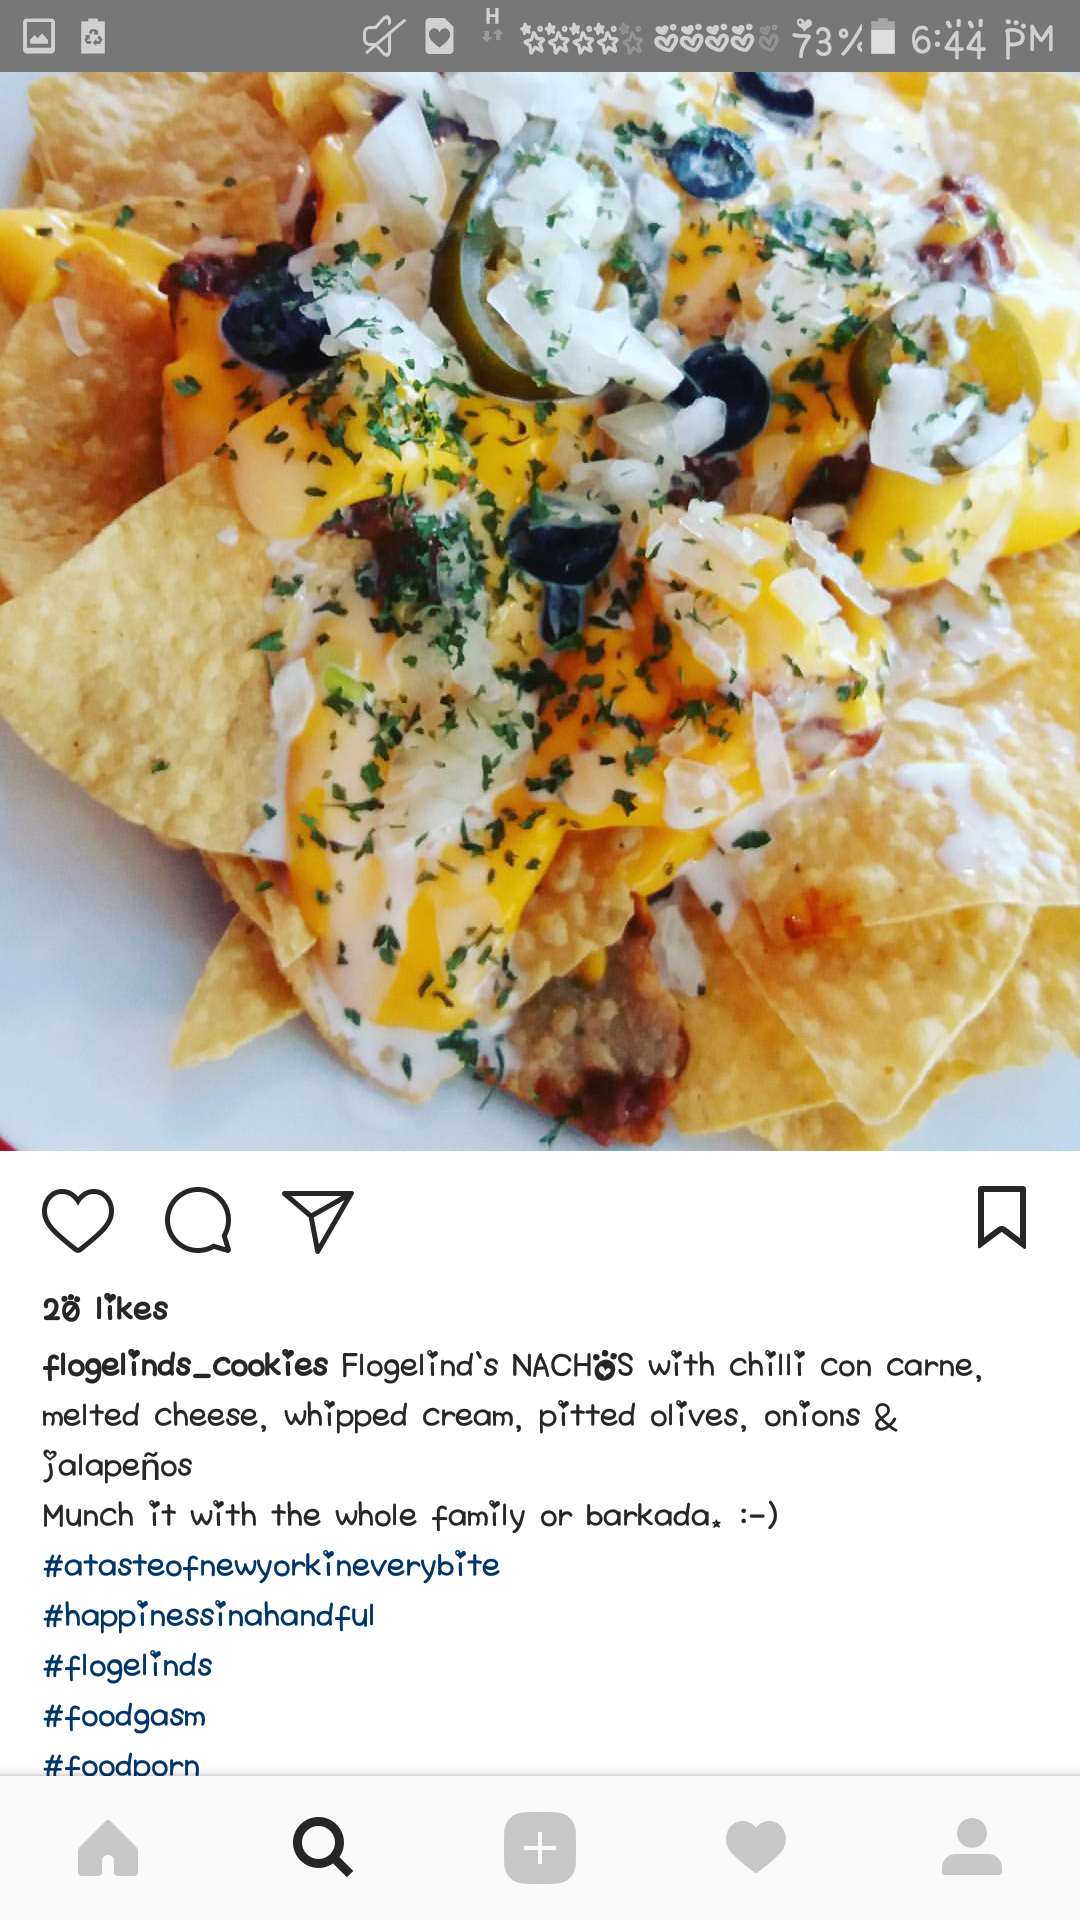 H 73% 6:44 PM
20 likes
flogelinds_cookies Flogelind`s NACHOS with chilli con carne,
melted cheese, whipped cream, pitted olives, onions &
jalapeños
Munch it with the whole family or barkada. :-)
#atasteofnewyorkineverybite
#happinessinahandful
#flogelinds
#foodgasm
#foodporn